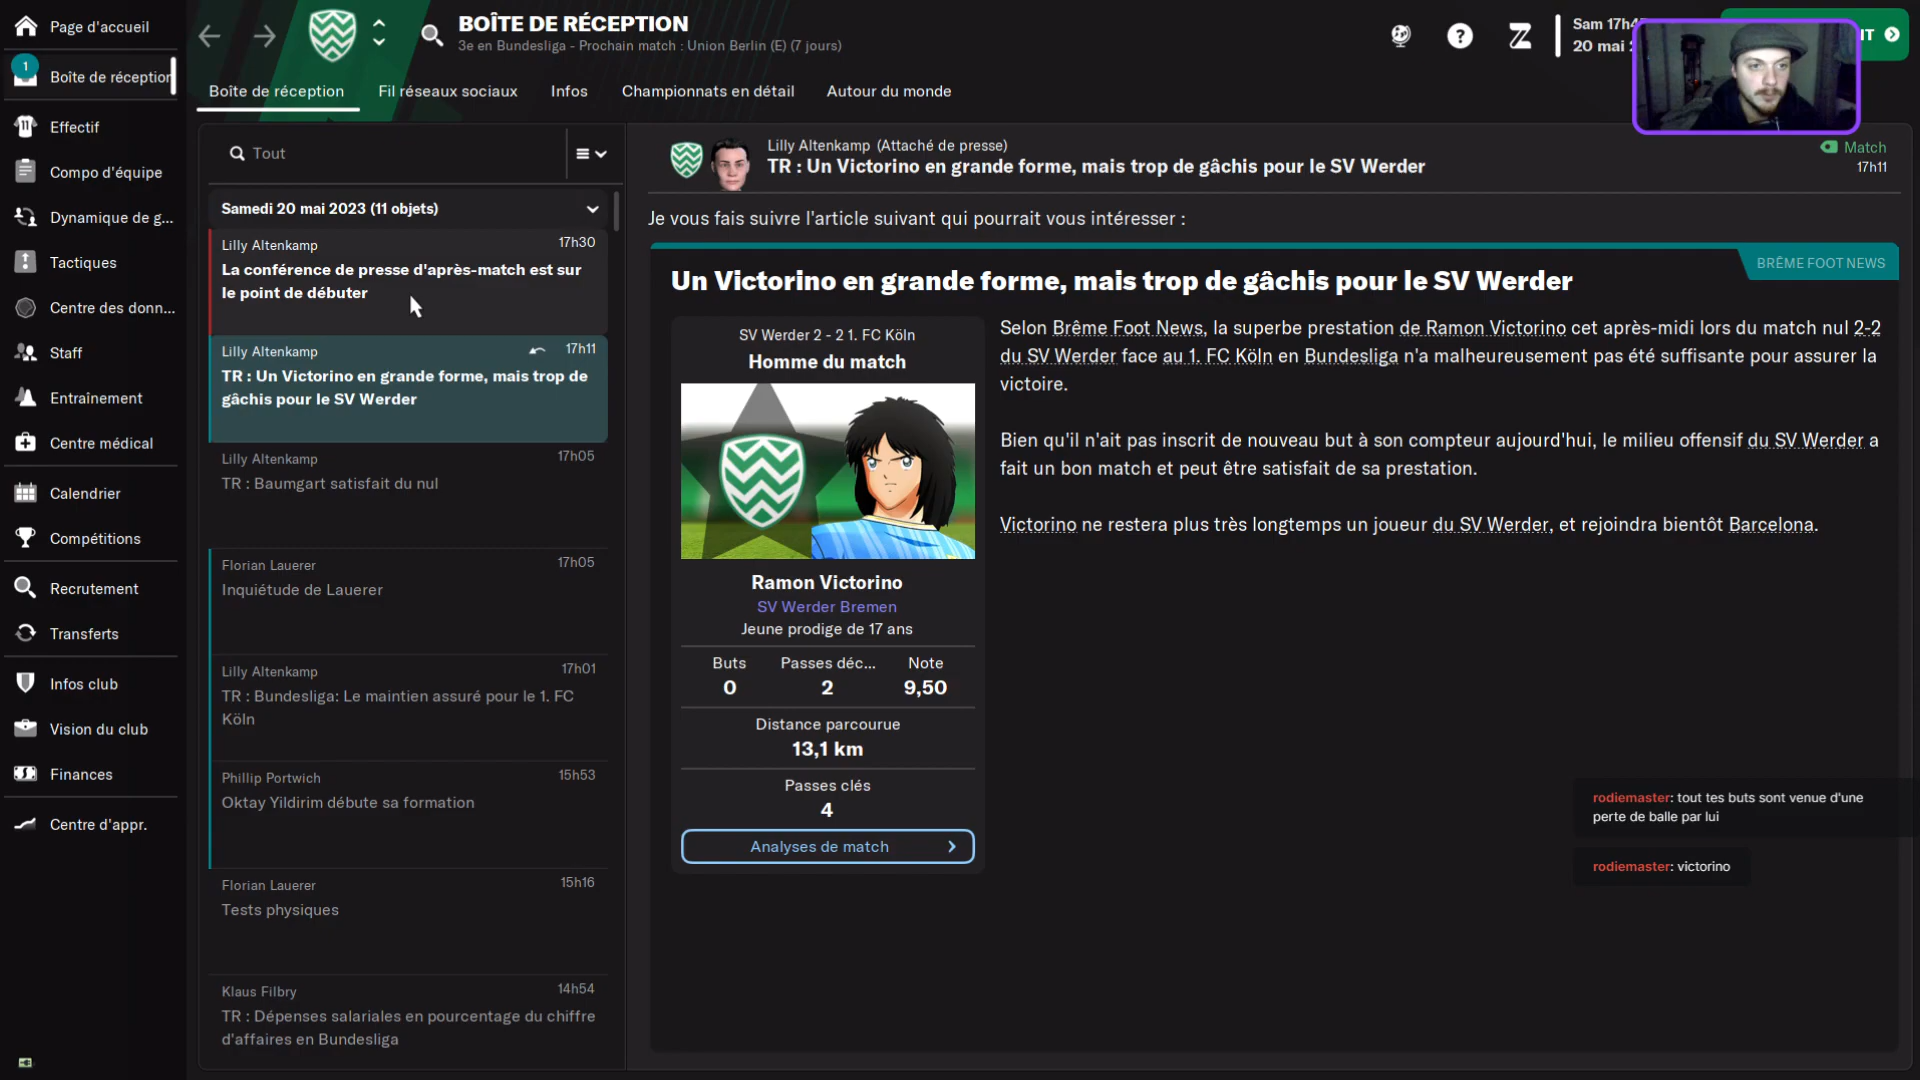 Page d'accueil
1
Boîte de réception
Effectif
Compo d'équipe
Dynamique de g...
Tactiques
Centre des donn...
Staff
Entraînement
Centre médical
Calendrier
Compétitions
Recrutement
Transferts
Infos club
Vision du club
Finances
Centre d'appr.
BOÎTE DE RÉCEPTION
3e en Bundesliga - Prochain match : Union Berlin (E) (7 jours)
Sam
20 mai
Boîte de réception
Fil réseaux sociaux
Infos
Championnats en détail
Autour du monde
Tout
Samedi 20 mai 2023 (11 objets)
Lilly Altenkamp 17h30
La conférence de presse d'après-match est sur
le point de débuter
Lilly Altenkamp 17h11
TR : Un Victorino en grande forme, mais trop de
gâchis pour le SV Werder
Lilly Altenkamp 17h05
TR : Baumgart satisfait du nul
Florian Lauerer 17h05
Inquiétude de Lauerer
Lilly Altenkamp 17h01
TR : Bundesliga: Le maintien assuré pour le 1. FC
Köln
Phillip Portwich 15h53
Oktay Yildirim débute sa formation
Florian Lauerer 15h16
Tests physiques
Klaus Filbry 14h54
TR : Dépenses salariales en pourcentage du chiffre
d'affaires en Bundesliga
Lilly Altenkamp (Attaché de presse)
TR : Un Victorino en grande forme, mais trop de gâchis pour le SV Werder
Match
17h11
Je vous fais suivre l'article suivant qui pourrait vous intéresser :
BRÊME FOOT NEWS
Un Victorino en grande forme, mais trop de gâchis pour le SV Werder
SV Werder 2 - 2 1. FC Köln
Homme du match
Ramon Victorino
SV Werder Bremen
Jeune prodige de 17 ans
Buts Passes déc... Note
0 2 9,50
Distance parcourue
13,1 km
Passes clés
4
Analyses de match
Selon Brême Foot News, la superbe prestation de Ramon Victorino cet après-midi lors du match nul 2-2
du SV Werder face au 1. FC Köln en Bundesliga n'a malheureusement pas été suffisante pour assurer la
victoire.
Bien qu'il n'ait pas inscrit de nouveau but à son compteur aujourd'hui, le milieu offensif du SV Werder a
fait un bon match et peut être satisfait de sa prestation.
Victorino ne restera plus très longtemps un joueur du SV Werder, et rejoindra bientôt Barcelona.
rodiemaster: tout tes buts sont venue d'une
perte de balle par lui
rodiemaster: victorino